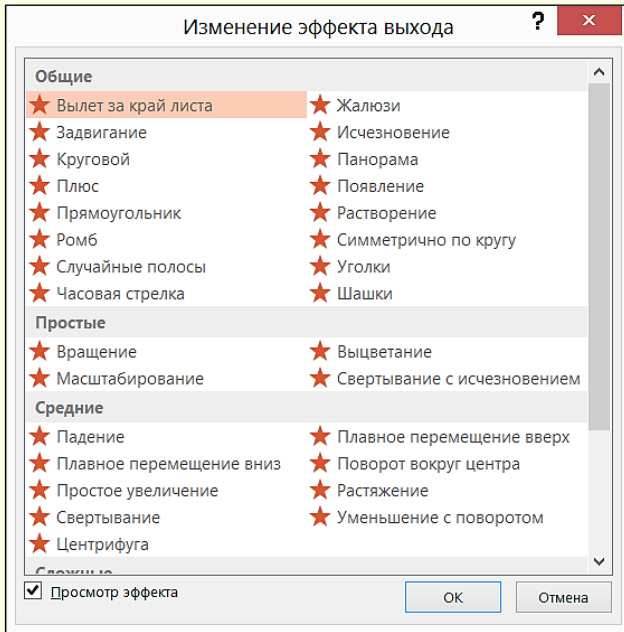 Изменение эффекта выхода ?
Общие
Вылет за край листа Жалюзи
Задвигание Исчезновение
Круговой Панорама
Плюс Появление
Прямоугольник Растворение
Ромб Симметрично по кругу
Случайные полосы Уголки
Часовая стрелка Шашки
Простые
Вращение Выцветание
Масштабирование Свертывание с исчезновением
Средние
Падение Плавное перемещение вверх
Плавное перемещение вниз Поворот вокруг центра
Простое увеличение Растяжение
Свертывание Уменьшение с поворотом
Центрифуга
Сложные
Просмотр эффекта ОК Отмена